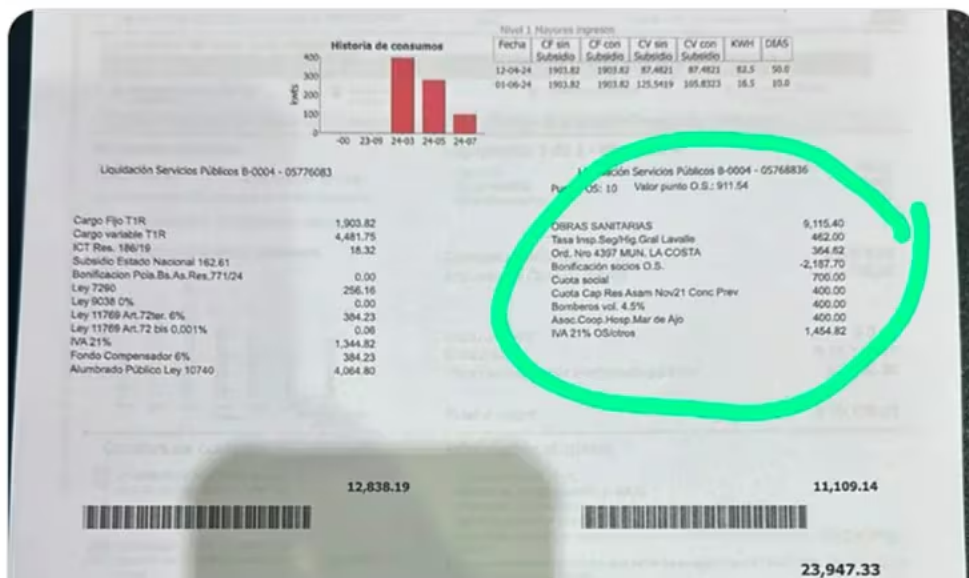 Nivel 1 Mayores ingresos
Historia de consumos
Fecha CF sin Subsidio CF con Subsidio CV sin Subsidio CV con Subsidio KWH DIAS
12-04-24 1903.82 1903.82 87.4821 87.4821 82.5 50.0
01-06-24 1903.82 1903.82 125.5419 105.8323 16.5 10.0
kwts
400
300
200
100
0
-00 23-09 24-03 24-05 24-07
Liquidación Servicios Públicos B-0004 - 05776083
Cargo Fijo T1R 1,903.82
Cargo variable T1R 4,481.75
ICT Res. 186/19 18.32
Subsidio Estado Nacional 162.61
Bonificacion Pcia.Bs.As.Res.771/24 0.00
Ley 7290 256.16
Ley 9038 0% 0.00
Ley 11769 Art.72ter. 6% 384.23
Ley 11769 Art.72 bis 0,001% 0.06
IVA 21% 1,344.82
Fondo Compensador 6% 384.23
Alumbrado Público Ley 10740 4,064.80
12,838.19
Servicios Públicos B-0004 - 05768836
OS: 10 Valor punto O.S.: 911.54
OBRAS SANITARIAS 9,115.40
Tasa Insp.Seg/Hig.Gral Lavalle 462.00
Ord. Nro 4397 MUN. LA COSTA 364.62
Bonificación socios O.S. -2,187.70
Cuota social 700.00
Cuota Cap Res Asam Nov21 Conc Prev 400.00
Bomberos vol. 4.5% 400.00
Asoc.Coop.Hosp.Mar de Ajo 400.00
IVA 21% OS/otros 1,454.82
11,109.14
23,947.33